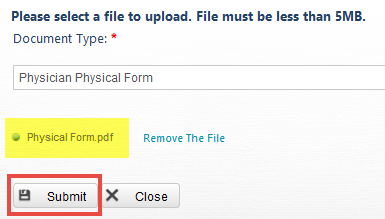 Please select a file to upload. File must be less than 5MB.
Document Type: *
Physician Physical Form
Physical Form.pdf Remove The File
Submit Close